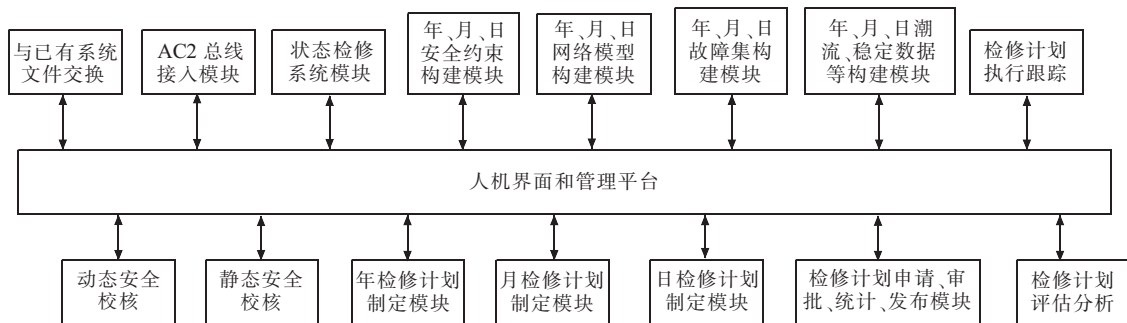 与已有系统
文件交换
AC2 总线
接入模块
状态检修
系统模块
年、月、日
安全约束
构建模块
年、月、日
网络模型
构建模块
年、月、日
故障集构
建模块
年、月、日潮
流、稳定数据
等构建模块
检修计划
执行跟踪
人机界面和管理平台
动态安全
校核
静态安全
校核
年检修计划
制定模块
月检修计划
制定模块
日检修计划
制定模块
检修计划申请、审
批、统计、发布模块
检修计划
评估分析